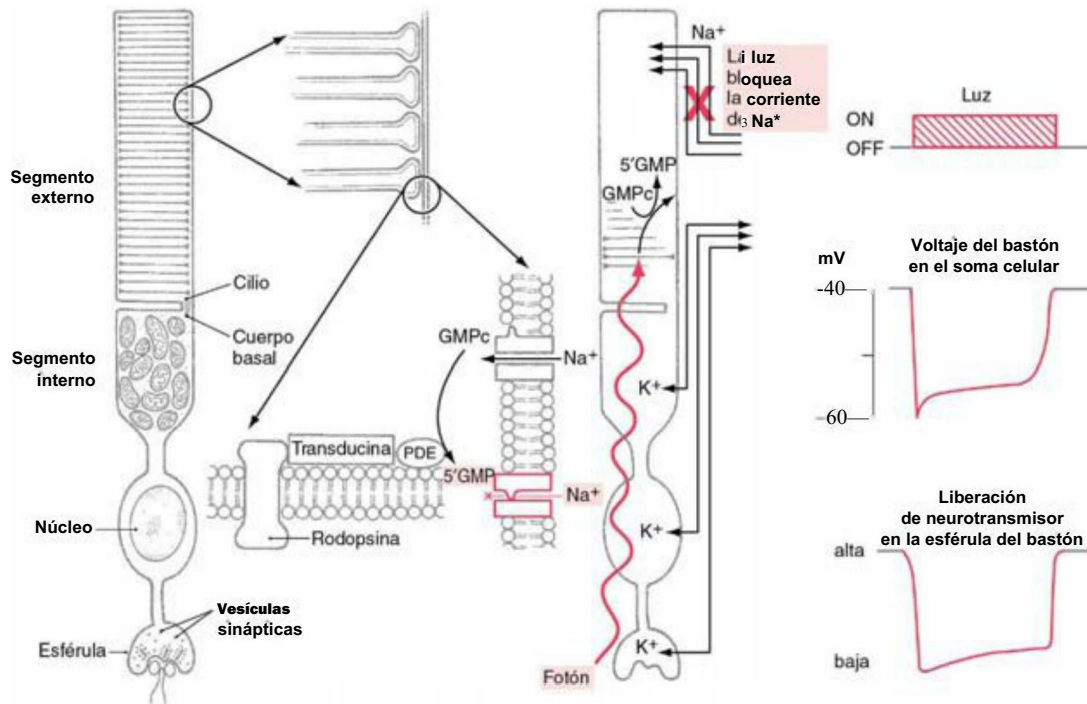 Segmento
externo
Cilio
Cuerpo
basal
Segmento
interno
Núcleo
Vesículas
sinápticas
Esférula
GMPc
Na+
Transducina
PDE
5'GMP
Na+
Rodopsina
Na+
La luz
bloquea
la corriente
de Na*
5'GMP
GMPc
K+
K+
K+
Fotón
Luz
ON
OFF
Voltaje del bastón
en el soma celular
mV
-40
-60
Liberación
de neurotransmisor
en la esférula del bastón
alta
baja